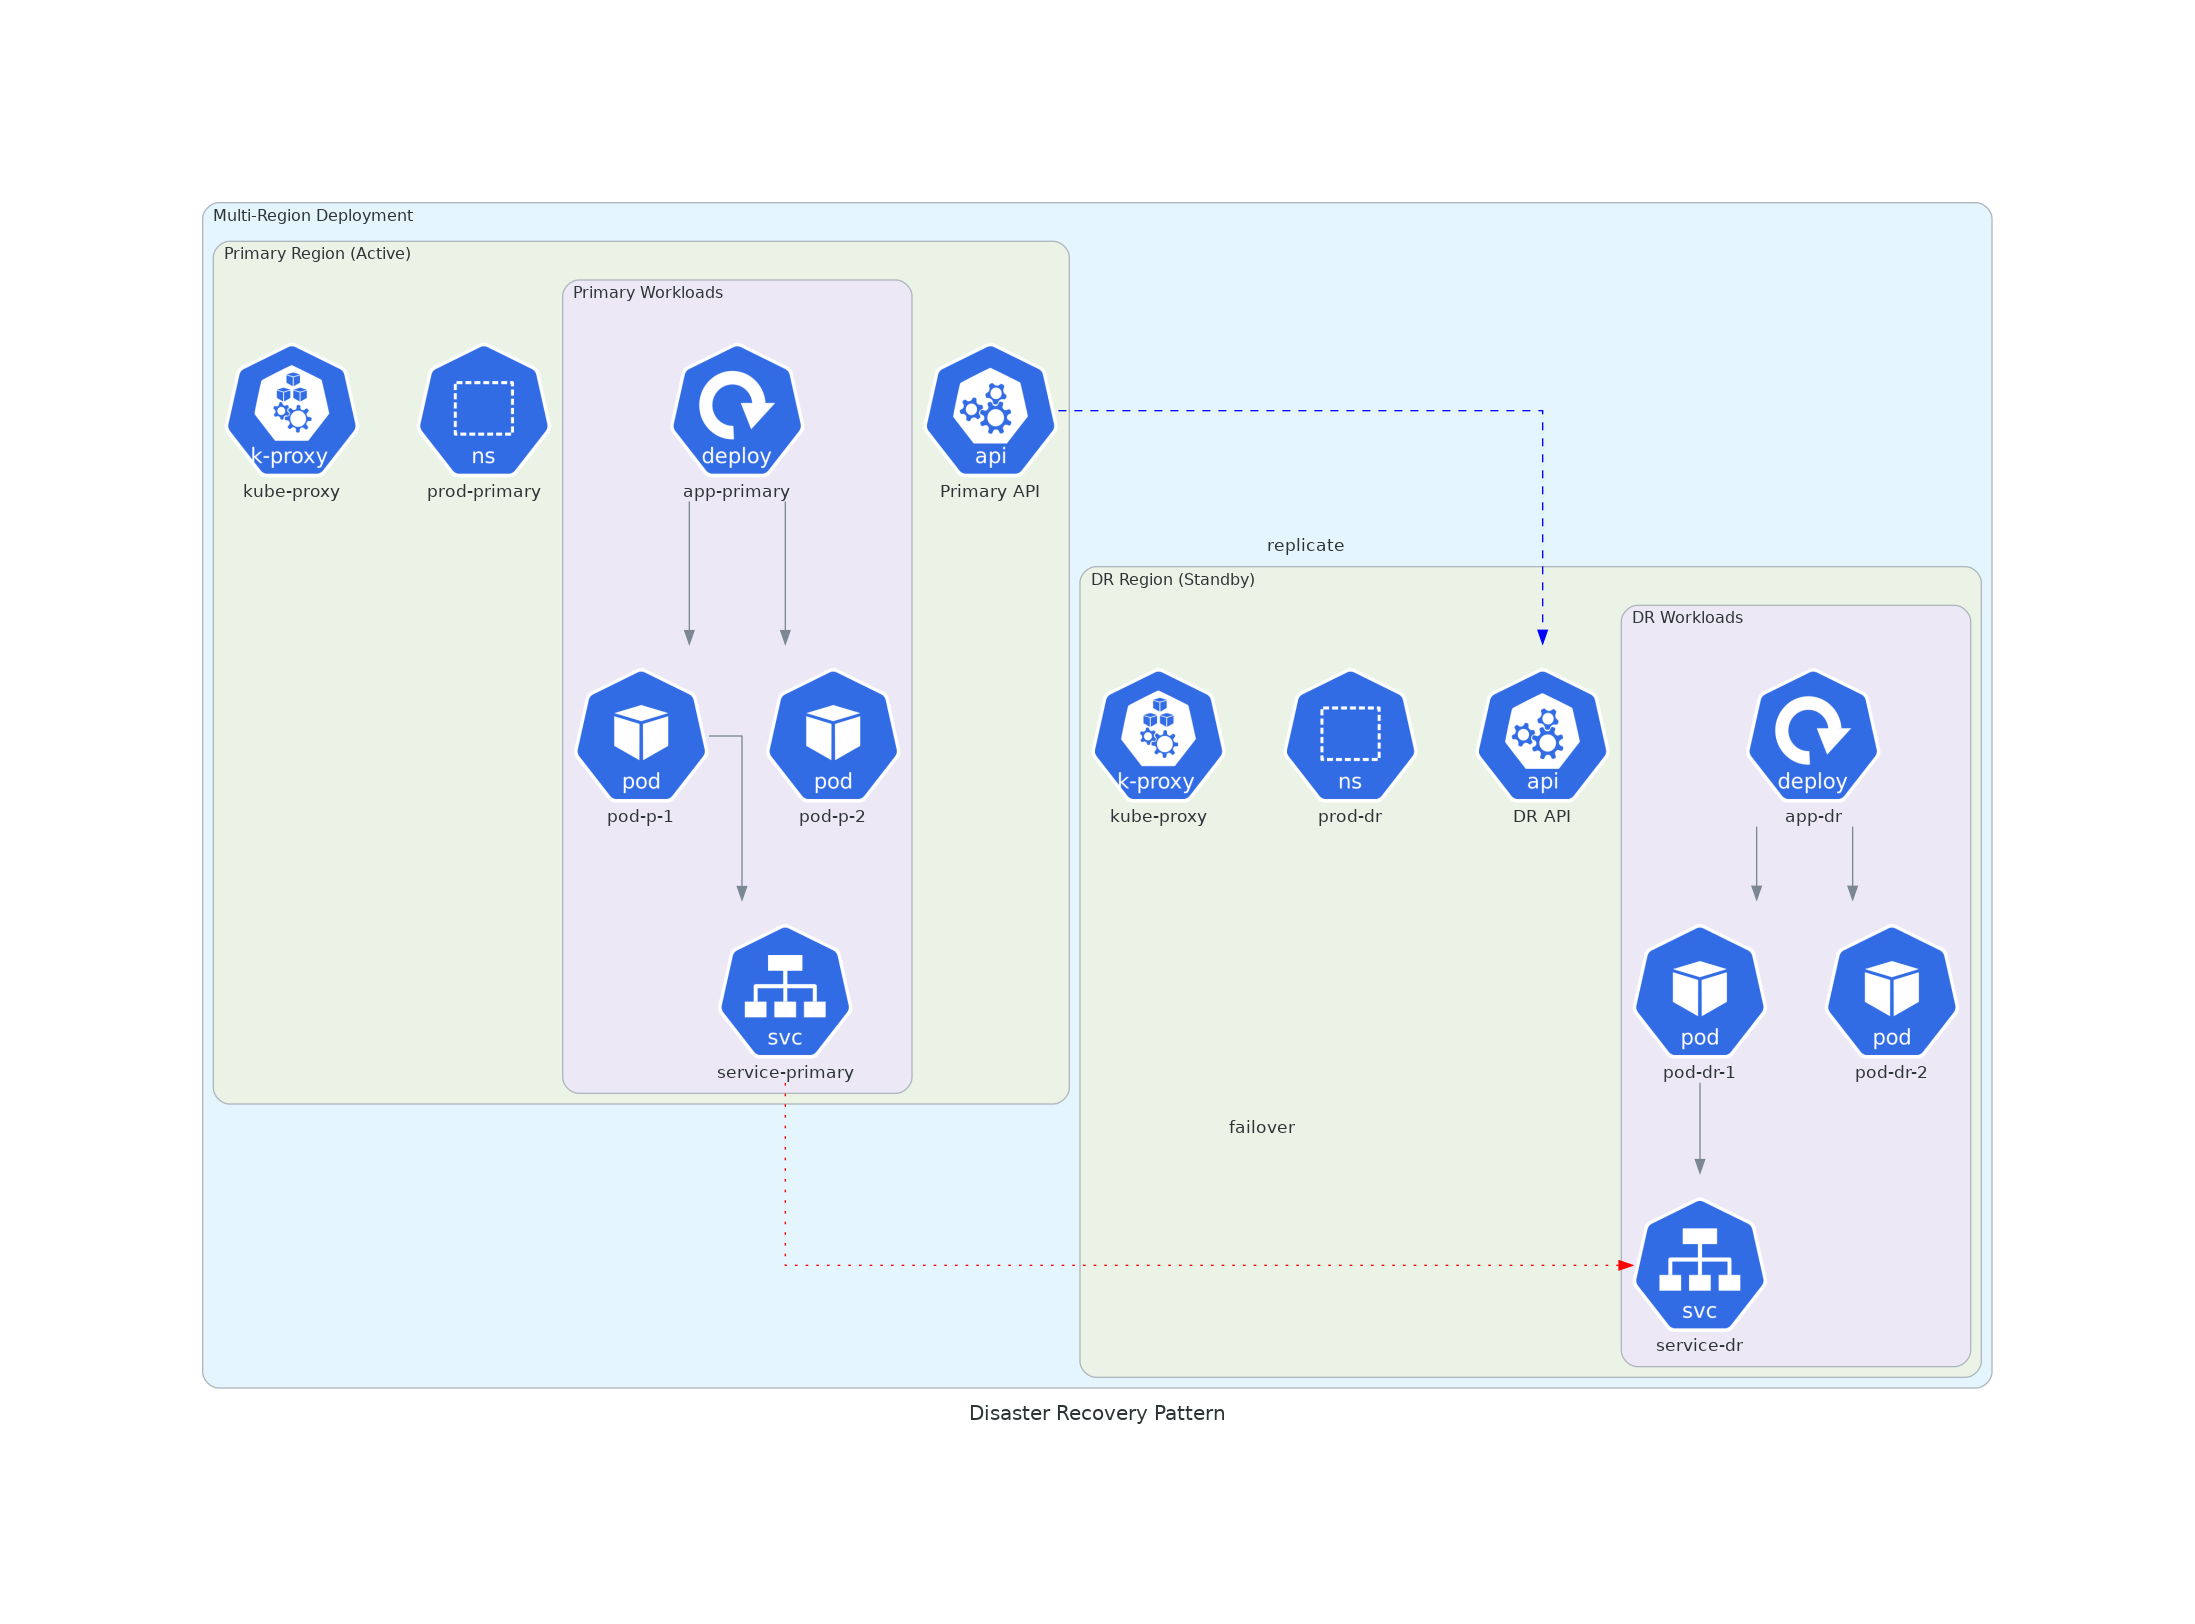 Multi-Region Deployment
Primary Region (Active)
Primary Workloads
k-proxy
kube-proxy
ns
prod-primary
deploy
app-primary
api
Primary API
replicate
DR Region (Standby)
DR Workloads
pod
pod-p-1
pod
pod-p-2
k-proxy
kube-proxy
ns
prod-dr
api
DR API
deploy
app-dr
svc
service-primary
pod
pod-dr-1
pod
pod-dr-2
failover
svc
service-dr
Disaster Recovery Pattern